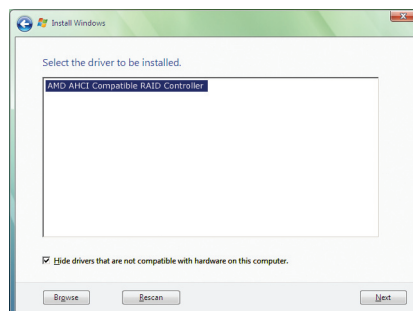 Install Windows
Select the driver to be installed.
AMD AHCI Compatible RAID Controller
Hide drivers that are not compatible with hardware on this computer.
Browse
Rescan
Next